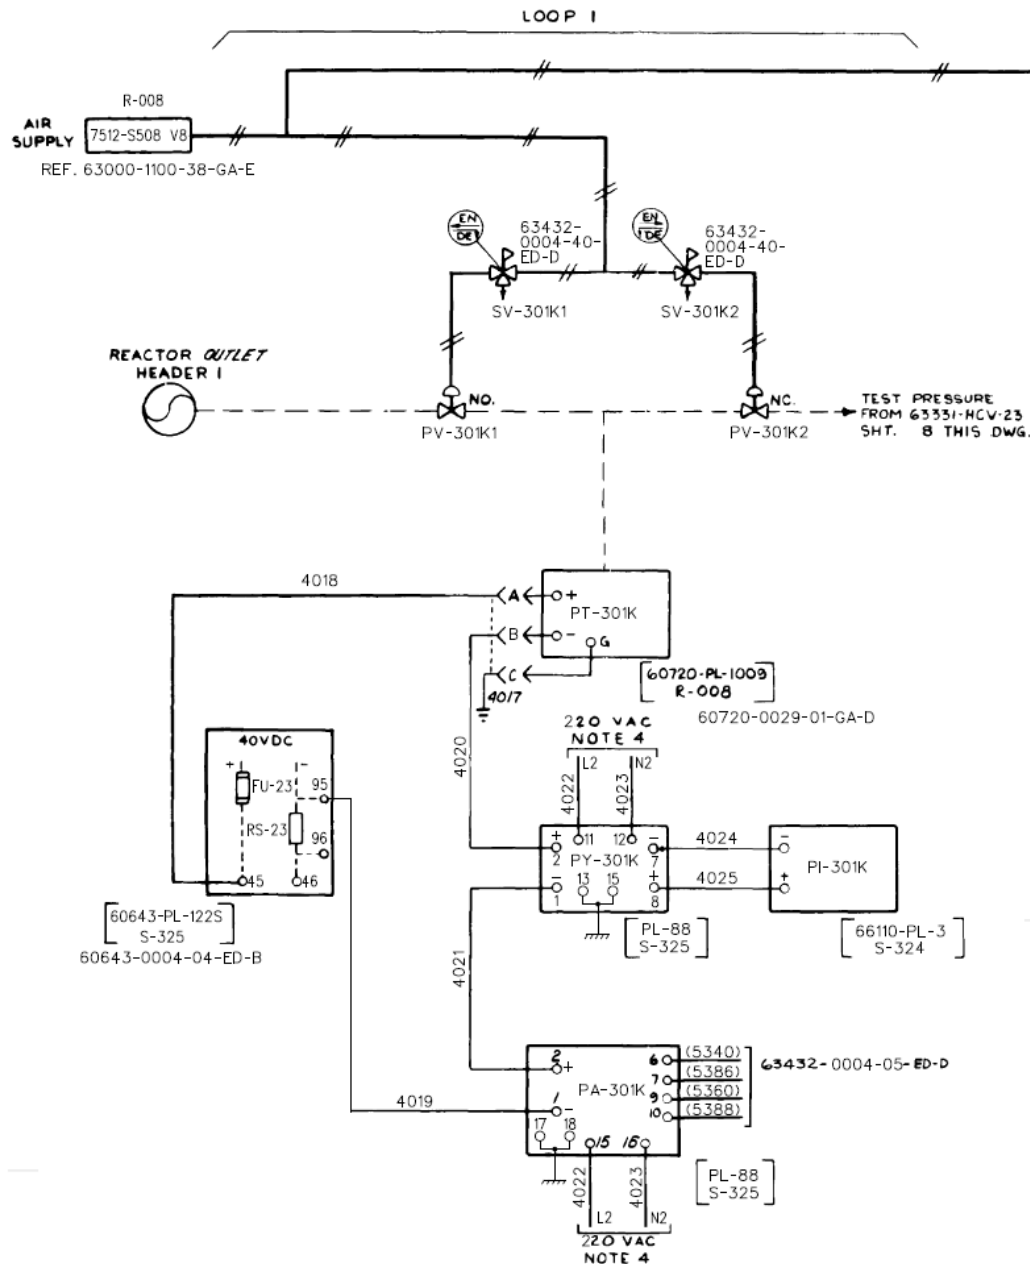 LOOP 1
R-008
AIR SUPPLY
7512-S508 V8
REF. 63000-1100-38-GA-E
EN
DE
63432-
0004-40-
ED-D
EN
DE
63432-
0004-40-
ED-D
SV-301K1
SV-301K2
REACTOR OUTLET
HEADER 1
NO.
NC.
PV-301K1
PV-301K2
TEST PRESSURE
FROM 63331-HCV-23
SHT. 8 THIS DWG.
4018
A
+
PT-301K
B
-
G
C
4017
60720-PL-1009
R-008
60720-0029-01-GA-D
220 VAC
NOTE 4
L2
N2
4020
4022
4023
40VDC
+
-
95
FU-23
RS-23
96
45
46
60643-PL-122S
S-325
60643-0004-04-ED-B
+
11
12
-
2
PY-301K
7
-
13
15
+
1
8
4024
4025
-
PI-301K
+
PL-88
S-325
66110-PL-3
S-324
4021
4019
2
+
PA-301K
1
-
17
18
15
16
6
(5340)
7
(5386)
9
(5360)
10
(5388)
63432-0004-05-ED-D
PL-88
S-325
4022
4023
L2
N2
220 VAC
NOTE 4